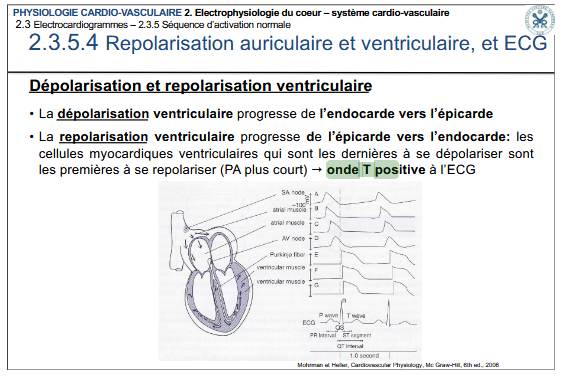 PHYSIOLOGIE CARDIO-VASCULAIRE 2. Electrophysiologie du coeur – système cardio-vasculaire
2.3 Electrocardiogrammes – 2.3.5 Séquence d'activation normale
2.3.5.4 Repolarisation auriculaire et ventriculaire, et ECG
Dépolarisation et repolarisation ventriculaire
• La dépolarisation ventriculaire progresse de l'endocarde vers l'épicarde
• La repolarisation ventriculaire progresse de l'épicarde vers l'endocarde: les
cellules myocardiques ventriculaires qui sont les dernières à se dépolariser sont
les premières à se repolariser (PA plus court) → onde T positive à l'ECG
SA node
atrial muscle
atrial muscle
AV node
Purkinjo fiber
ventricular muscle
ventricular muscle
~100 mV
A
B
C
D
E
F
G
R
P wave
T wave
ECG
QS
PR Interval
ST segment
QT Interval
1.0 second
Mohrman et Heller, Cardiovascular Physiology, Mc Graw-Hill, 6th ed., 2006